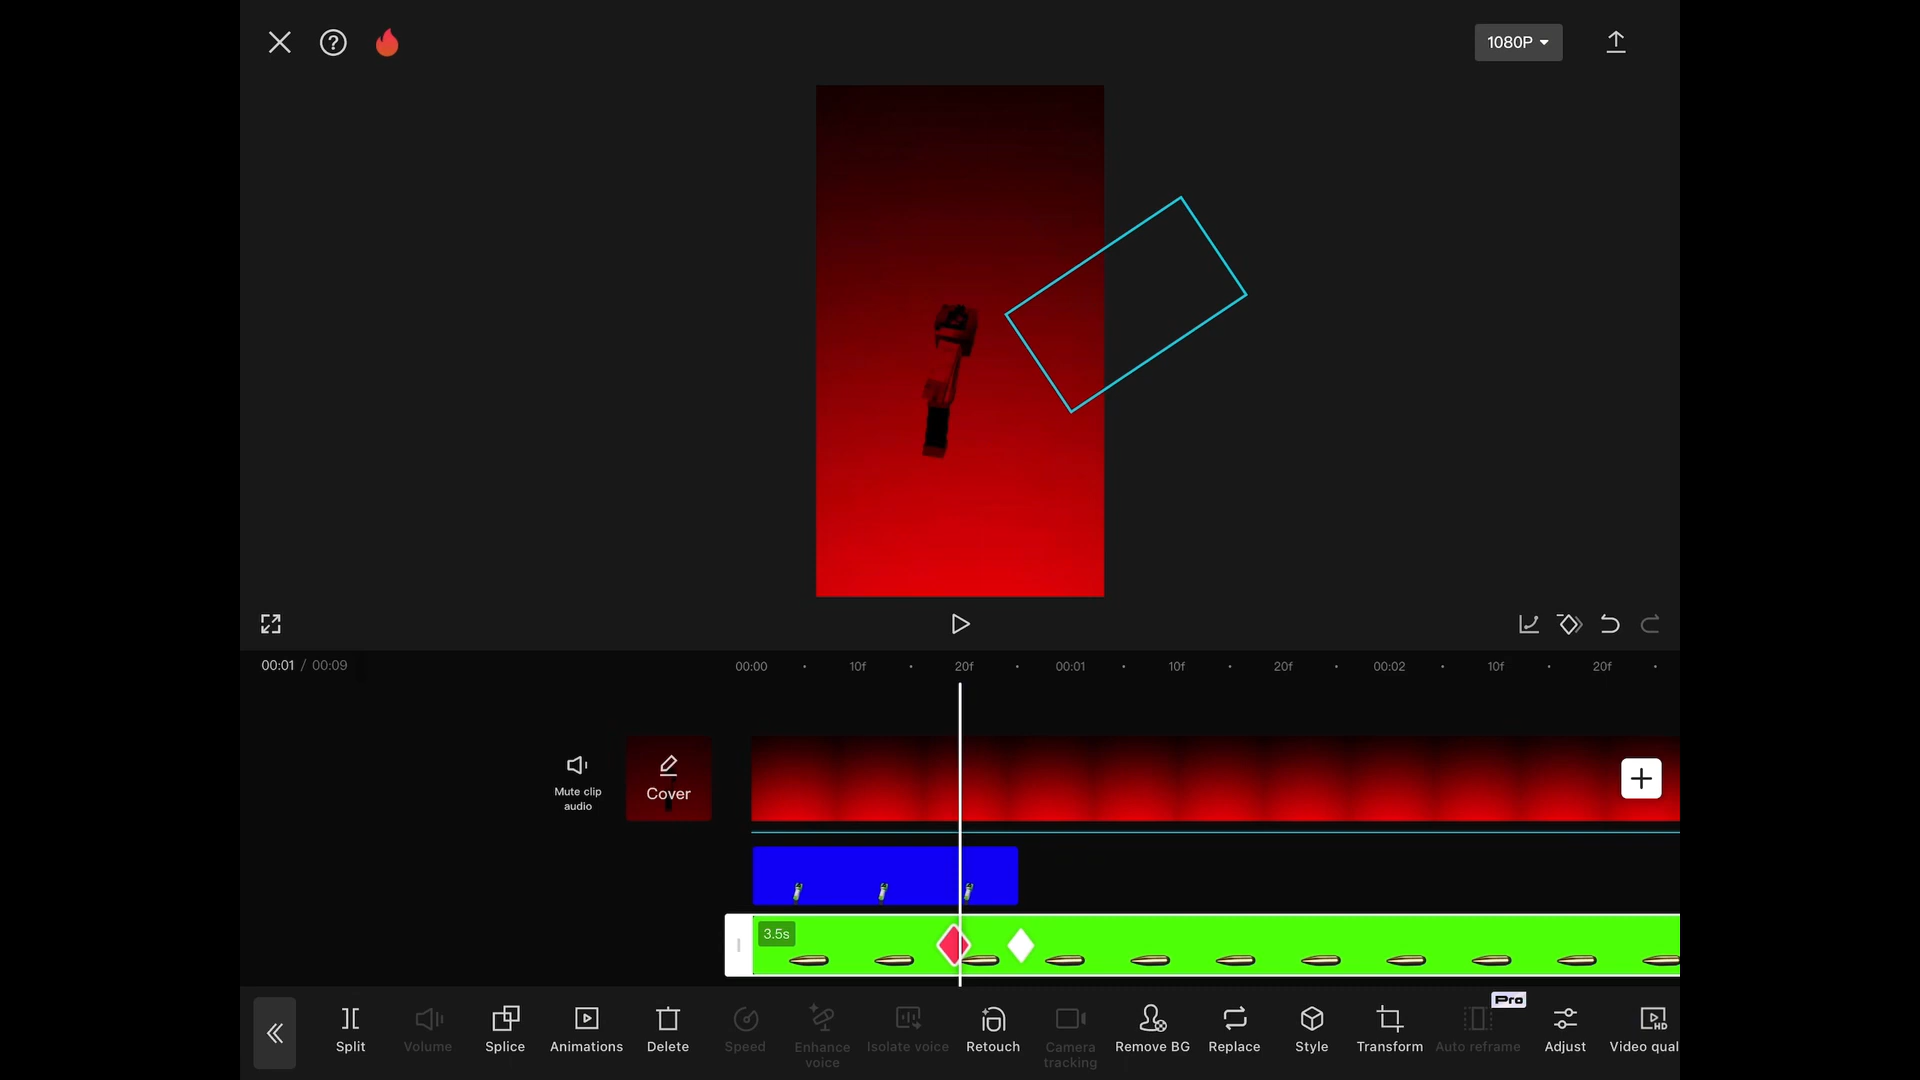 1080P
00:01 / 00:09
00:00 10f 20f 00:01 10f 20f 00:02 10f 20f
Mute clip
audio
Cover
3.5s
Pro
Split Volume Splice Animations Delete Speed Enhance voice Isolate voice Retouch Camera tracking Remove BG Replace Style Transform Auto reframe Adjust Video qual
HD